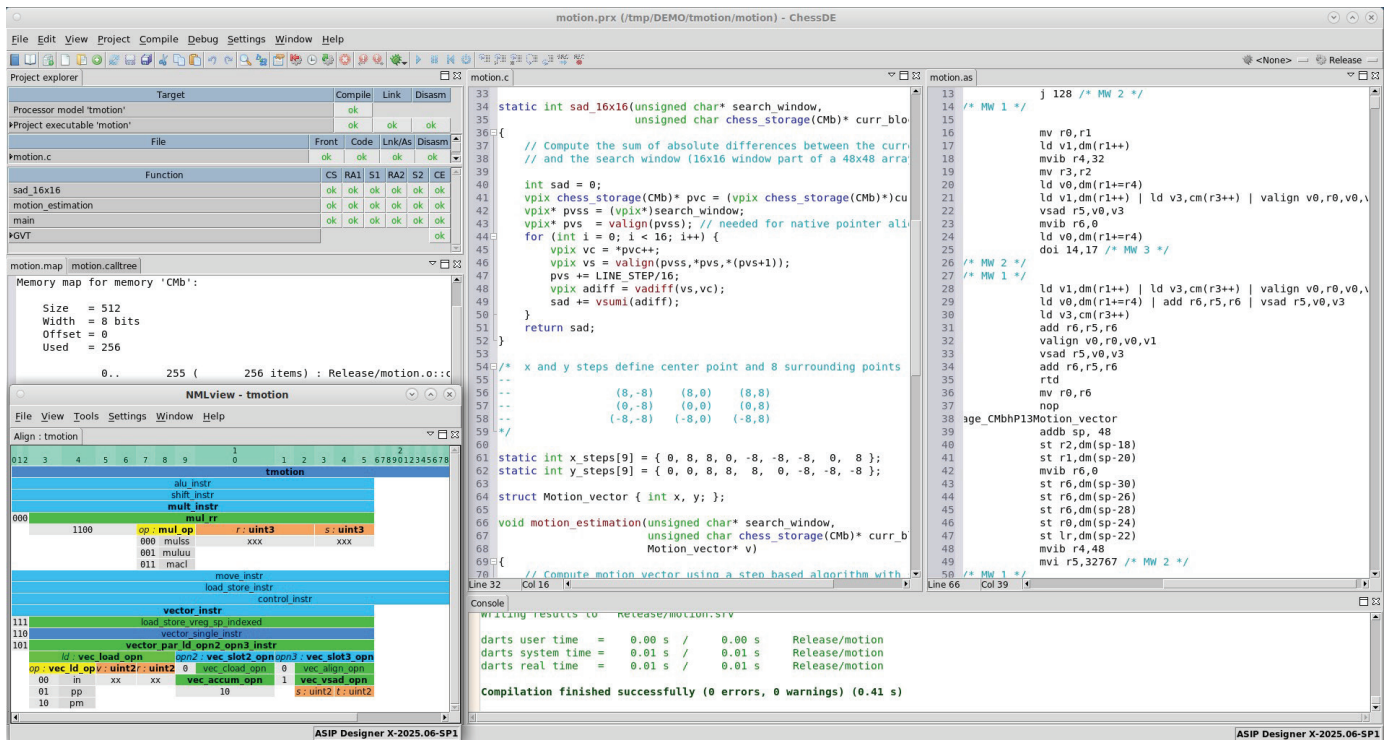 motion.prx (/tmp/DEMO/tmotion/motion) - ChessDE
File Edit View Project Compile Debug Settings Window Help
<None> Release
Project explorer
Target Compile Link Disasm
Processor model 'tmotion' ok
Project executable 'motion' ok ok ok
File Front Code Lnk/As Disasm
motion.c ok ok ok ok
Function CS RA1 S1 RA2 S2 CE
sad_16x16 ok ok ok ok ok ok
motion_estimation ok ok ok ok ok ok
main ok ok ok ok ok ok
GVT ok
motion.map motion.calltree
Memory map for memory 'CMb':
Size = 512
Width = 8 bits
Offset = 0
Used = 256
0.. 255 ( 256 items) : Release/motion.o::c
NMLview - tmotion
File View Tools Settings Window Help
Align : tmotion
1 2
012 3 4 5 6 7 8 9 0 1 2 3 4 5 6789012345678
tmotion
alu_instr
shift_instr
mult_instr
000 mul_rr
1100 op : mul_op r : uint3 s : uint3
000 mulss xxx xxx
001 muluu
011 macl
move_instr
load_store_instr
control_instr
vector_instr
111 load_store_vreg_sp_indexed
110 vector_single_instr
101 vector_par_ld_opn2_opn3_instr
ld : vec_load_opn opn2 : vec_slot2_opn opn3 : vec_slot3_opn
op : vec_ld_op v : uint2 r : uint2 0 vec_cload_opn 0 vec_align_opn
00 in xx xx vec_accum_opn 1 vec_vsad_opn
01 pp 10 s : uint2 t : uint2
10 pm
ASIP Designer X-2025.06-SP1
motion.c
33
34 static int sad_16x16(unsigned char* search_window,
35 unsigned char chess_storage(CMb)* curr_blo
36 {
37 // Compute the sum of absolute differences between the curr
38 // and the search window (16x16 window part of a 48x48 arra
39
40 int sad = 0;
41 vpix chess_storage(CMb)* pvc = (vpix chess_storage(CMb)*)cu
42 vpix* pvss = (vpix*)search_window;
43 vpix* pvs = valign(pvss); // needed for native pointer ali
44 for (int i = 0; i < 16; i++) {
45 vpix vc = *pvc++;
46 vpix vs = valign(pvss,*pvs,*(pvs+1));
47 pvs += LINE_STEP/16;
48 vpix adiff = vadiff(vs,vc);
49 sad += vsumi(adiff);
50 }
51 return sad;
52 }
53
54 /* x and y steps define center point and 8 surrounding points
55 --
56 -- (8,-8) (8,0) (8,8)
57 -- (0,-8) (0,0) (0,8)
58 -- (-8,-8) (-8,0) (-8,8)
59 */
60
61 static int x_steps[9] = { 0, 8, 8, 0, -8, -8, -8, 0, 8 };
62 static int y_steps[9] = { 0, 0, 8, 8, 8, 0, -8, -8, -8 };
63
64 struct Motion_vector { int x, y; };
65
66 void motion_estimation(unsigned char* search_window,
67 unsigned char chess_storage(CMb)* curr_bl
68 Motion_vector* v)
69 {
70 // Compute motion vector using a step based algorithm with
Line 32 Col 16
motion.as
13 j 128 /* MW 2 */
14 /* MW 1 */
15
16 mv r0,r1
17 ld v1,dm(r1++)
18 mvib r4,32
19 mv r3,r2
20 ld v0,dm(r1+=r4)
21 ld v1,dm(r1++) | ld v3,cm(r3++) | valign v0,r0,v0,v
22 vsad r5,v0,v3
23 mvib r6,0
24 ld v0,dm(r1+=r4)
25 doi 14,17 /* MW 3 */
26 /* MW 2 */
27 /* MW 1 */
28 ld v1,dm(r1++) | ld v3,cm(r3++) | valign v0,r0,v0,v
29 ld v0,dm(r1+=r4) | add r6,r5,r6 | vsad r5,v0,v3
30 ld v3,cm(r3++)
31 add r6,r5,r6
32 valign v0,r0,v0,v1
33 vsad r5,v0,v3
34 add r6,r5,r6
35 rtd
36 mv r0,r6
37 nop
38 age_CMbhP13Motion_vector
39 addb sp, 48
40 st r2,dm(sp-18)
41 st r1,dm(sp-20)
42 mvib r6,0
43 st r6,dm(sp-30)
44 st r6,dm(sp-26)
45 st r6,dm(sp-28)
46 st r0,dm(sp-24)
47 st lr,dm(sp-22)
48 mvib r4,48
49 mvi r5,32767 /* MW 2 */
50 /* MW 1 */
Line 66 Col 39
Console
Writing results to Release/motion.srv
darts user time = 0.00 s / 0.00 s Release/motion
darts system time = 0.01 s / 0.01 s Release/motion
darts real time = 0.01 s / 0.01 s Release/motion
Compilation finished successfully (0 errors, 0 warnings) (0.41 s)
ASIP Designer X-2025.06-SP1